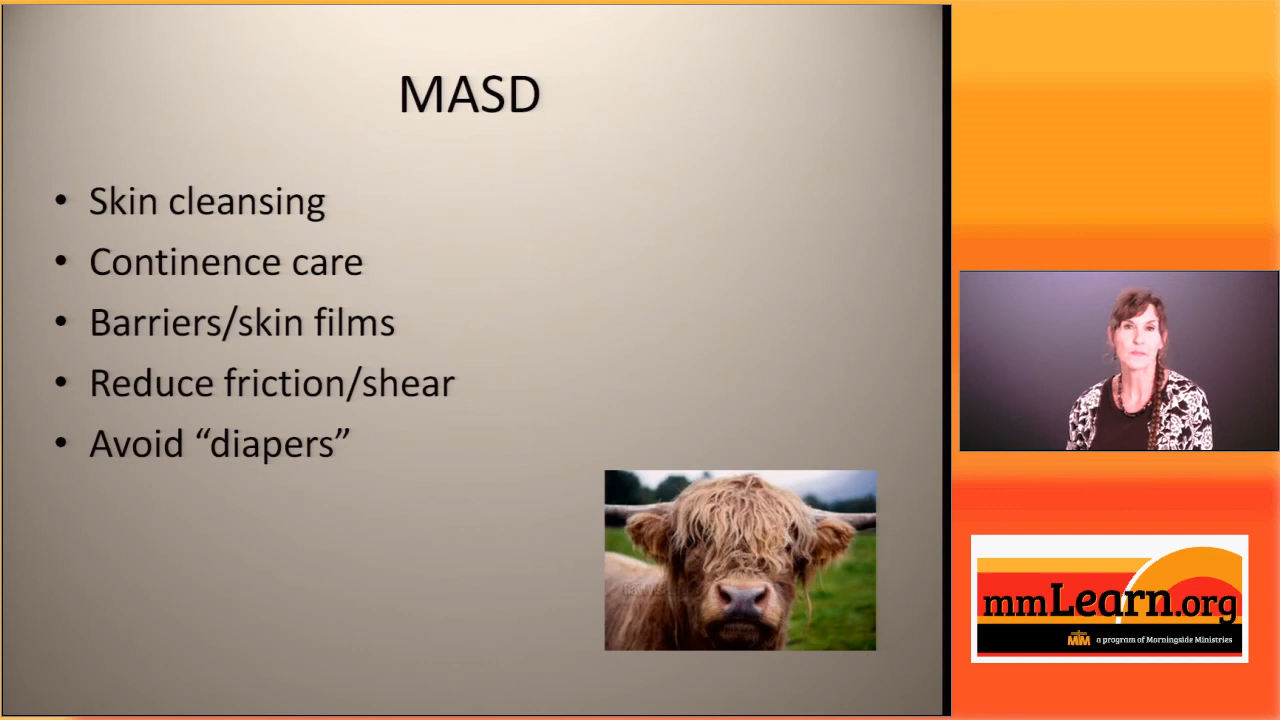 MASD
• Skin cleansing
• Continence care
• Barriers/skin films
• Reduce friction/shear
• Avoid “diapers”
mmLearn.org
MM a program of Morningside Ministries